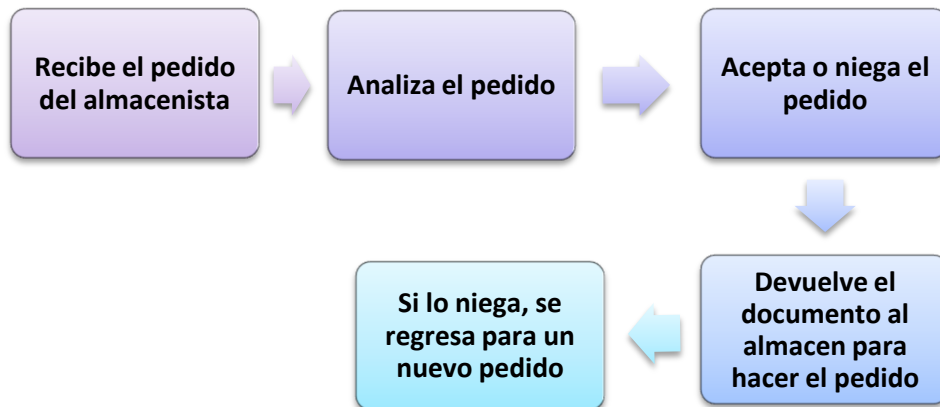 Recibe el pedido
del almacenista
Analiza el pedido
Acepta o niega el
pedido
Devuelve el
documento al
almacen para
hacer el pedido
Si lo niega, se
regresa para un
nuevo pedido